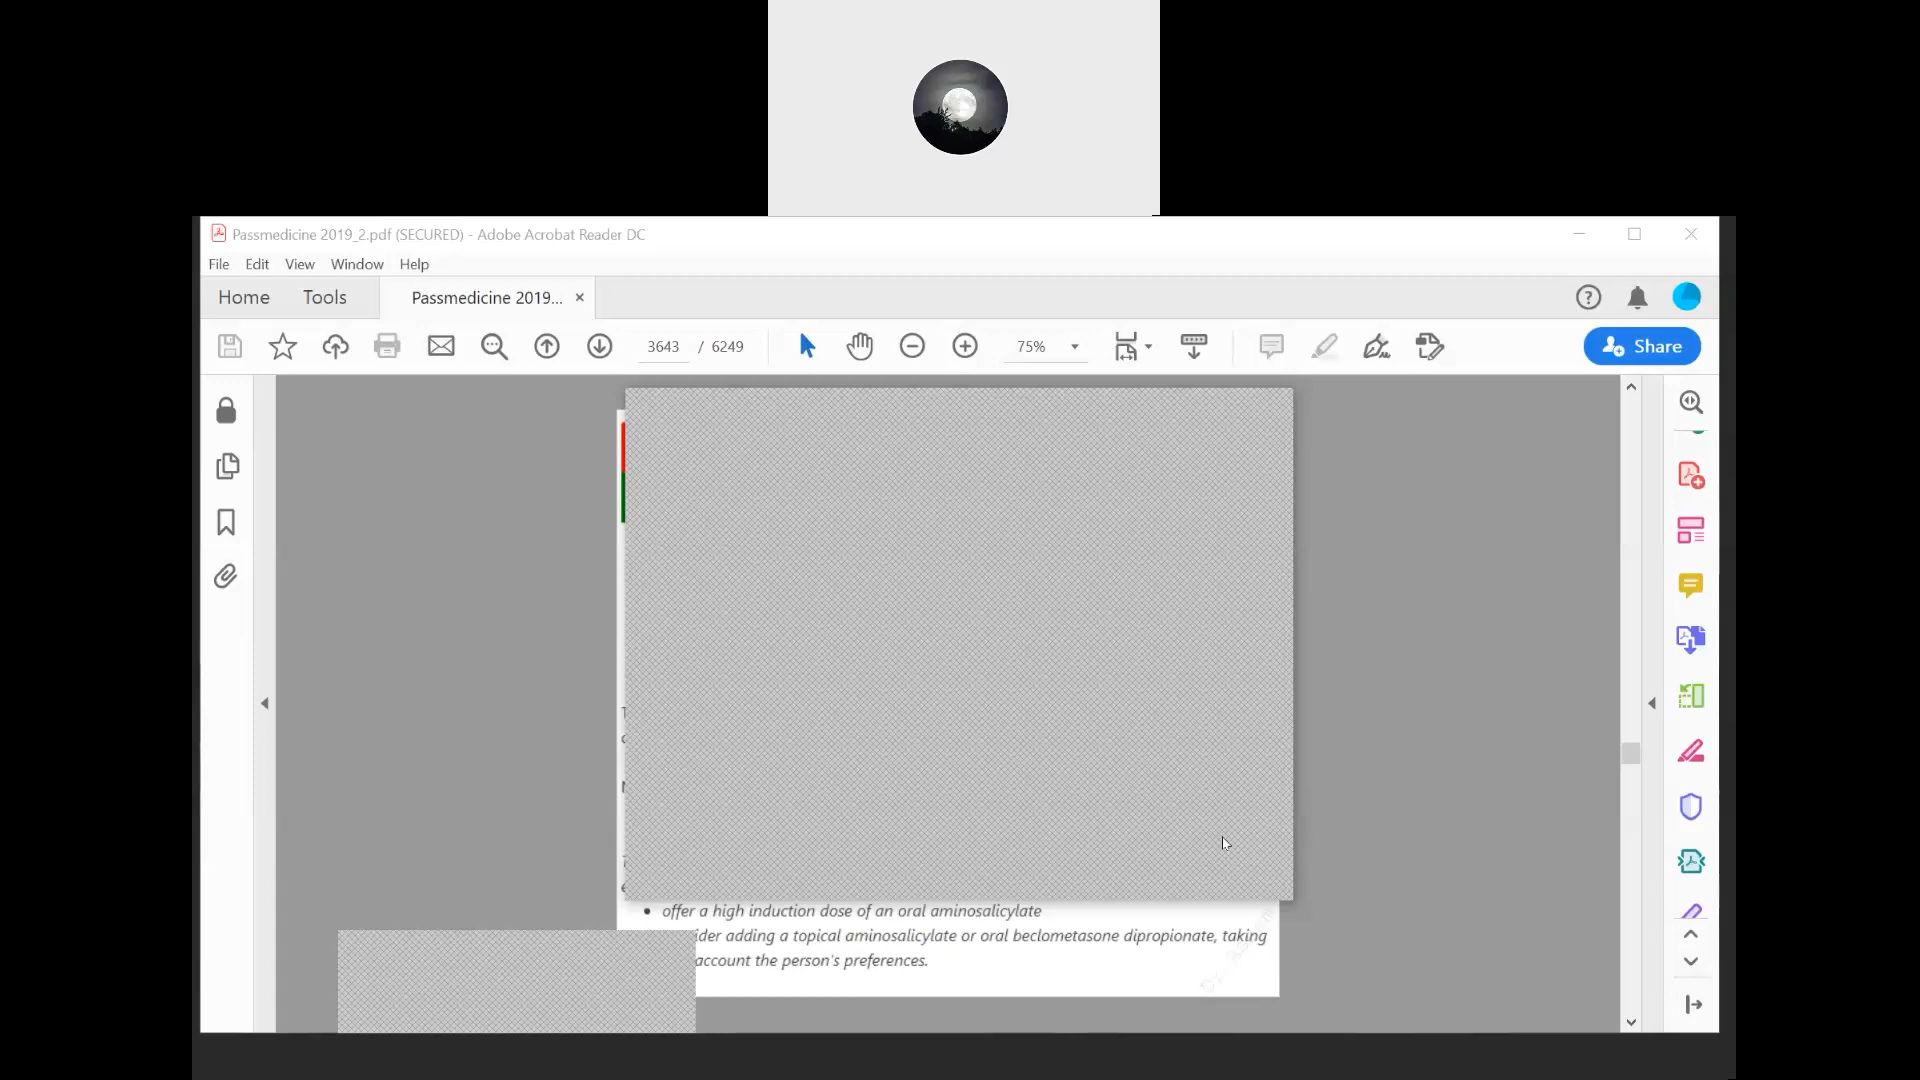 Passmedicine 2019_2.pdf (SECURED) - Adobe Acrobat Reader DC
File Edit View Window Help
Home Tools Passmedicine 2019...
3643 / 6249 75% Share
offer a high induction dose of an oral aminosalicylate
adding a topical aminosalicylate or oral beclometasone dipropionate, taking
account the person's preferences.